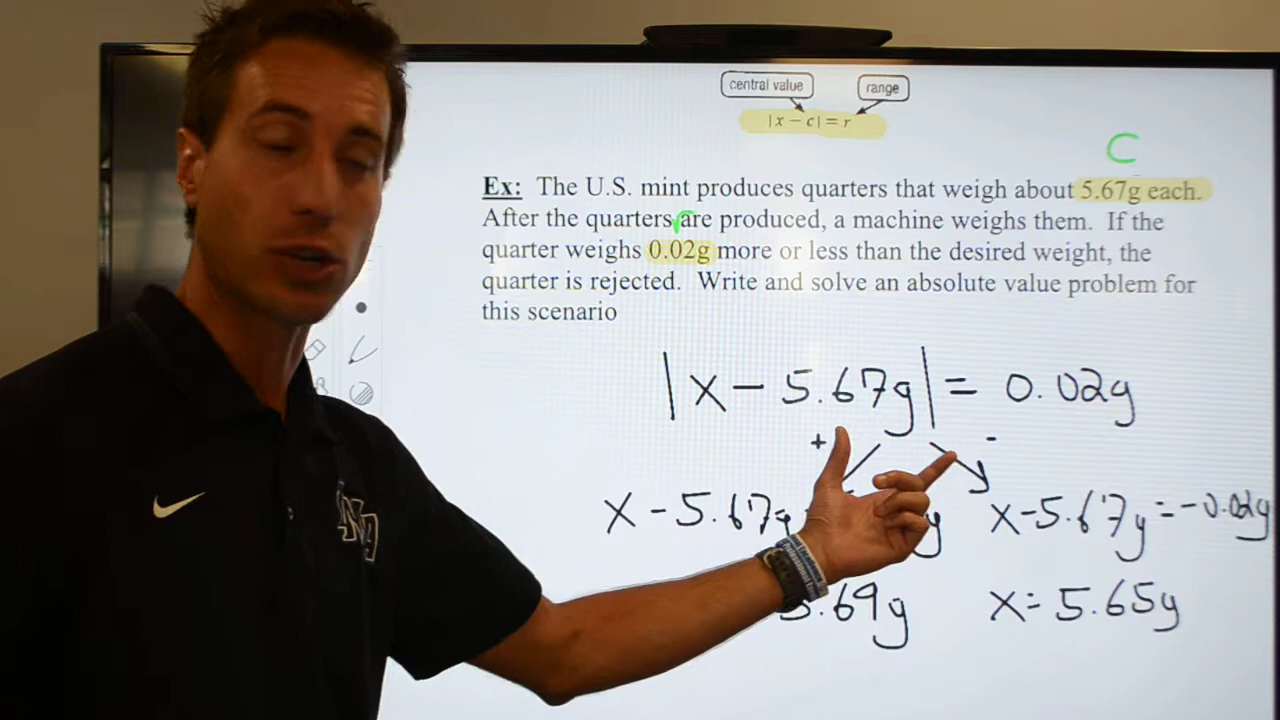 central value range
|x − c| = r
C
Ex: The U.S. mint produces quarters that weigh about 5.67g each.
r
After the quarters are produced, a machine weighs them. If the
quarter weighs 0.02g more or less than the desired weight, the
quarter is rejected. Write and solve an absolute value problem for
this scenario
|x − 5.67g| = 0.02g
+ -
x − 5.67g g x-5.67g = -0.02g
5.69g x = 5.65g